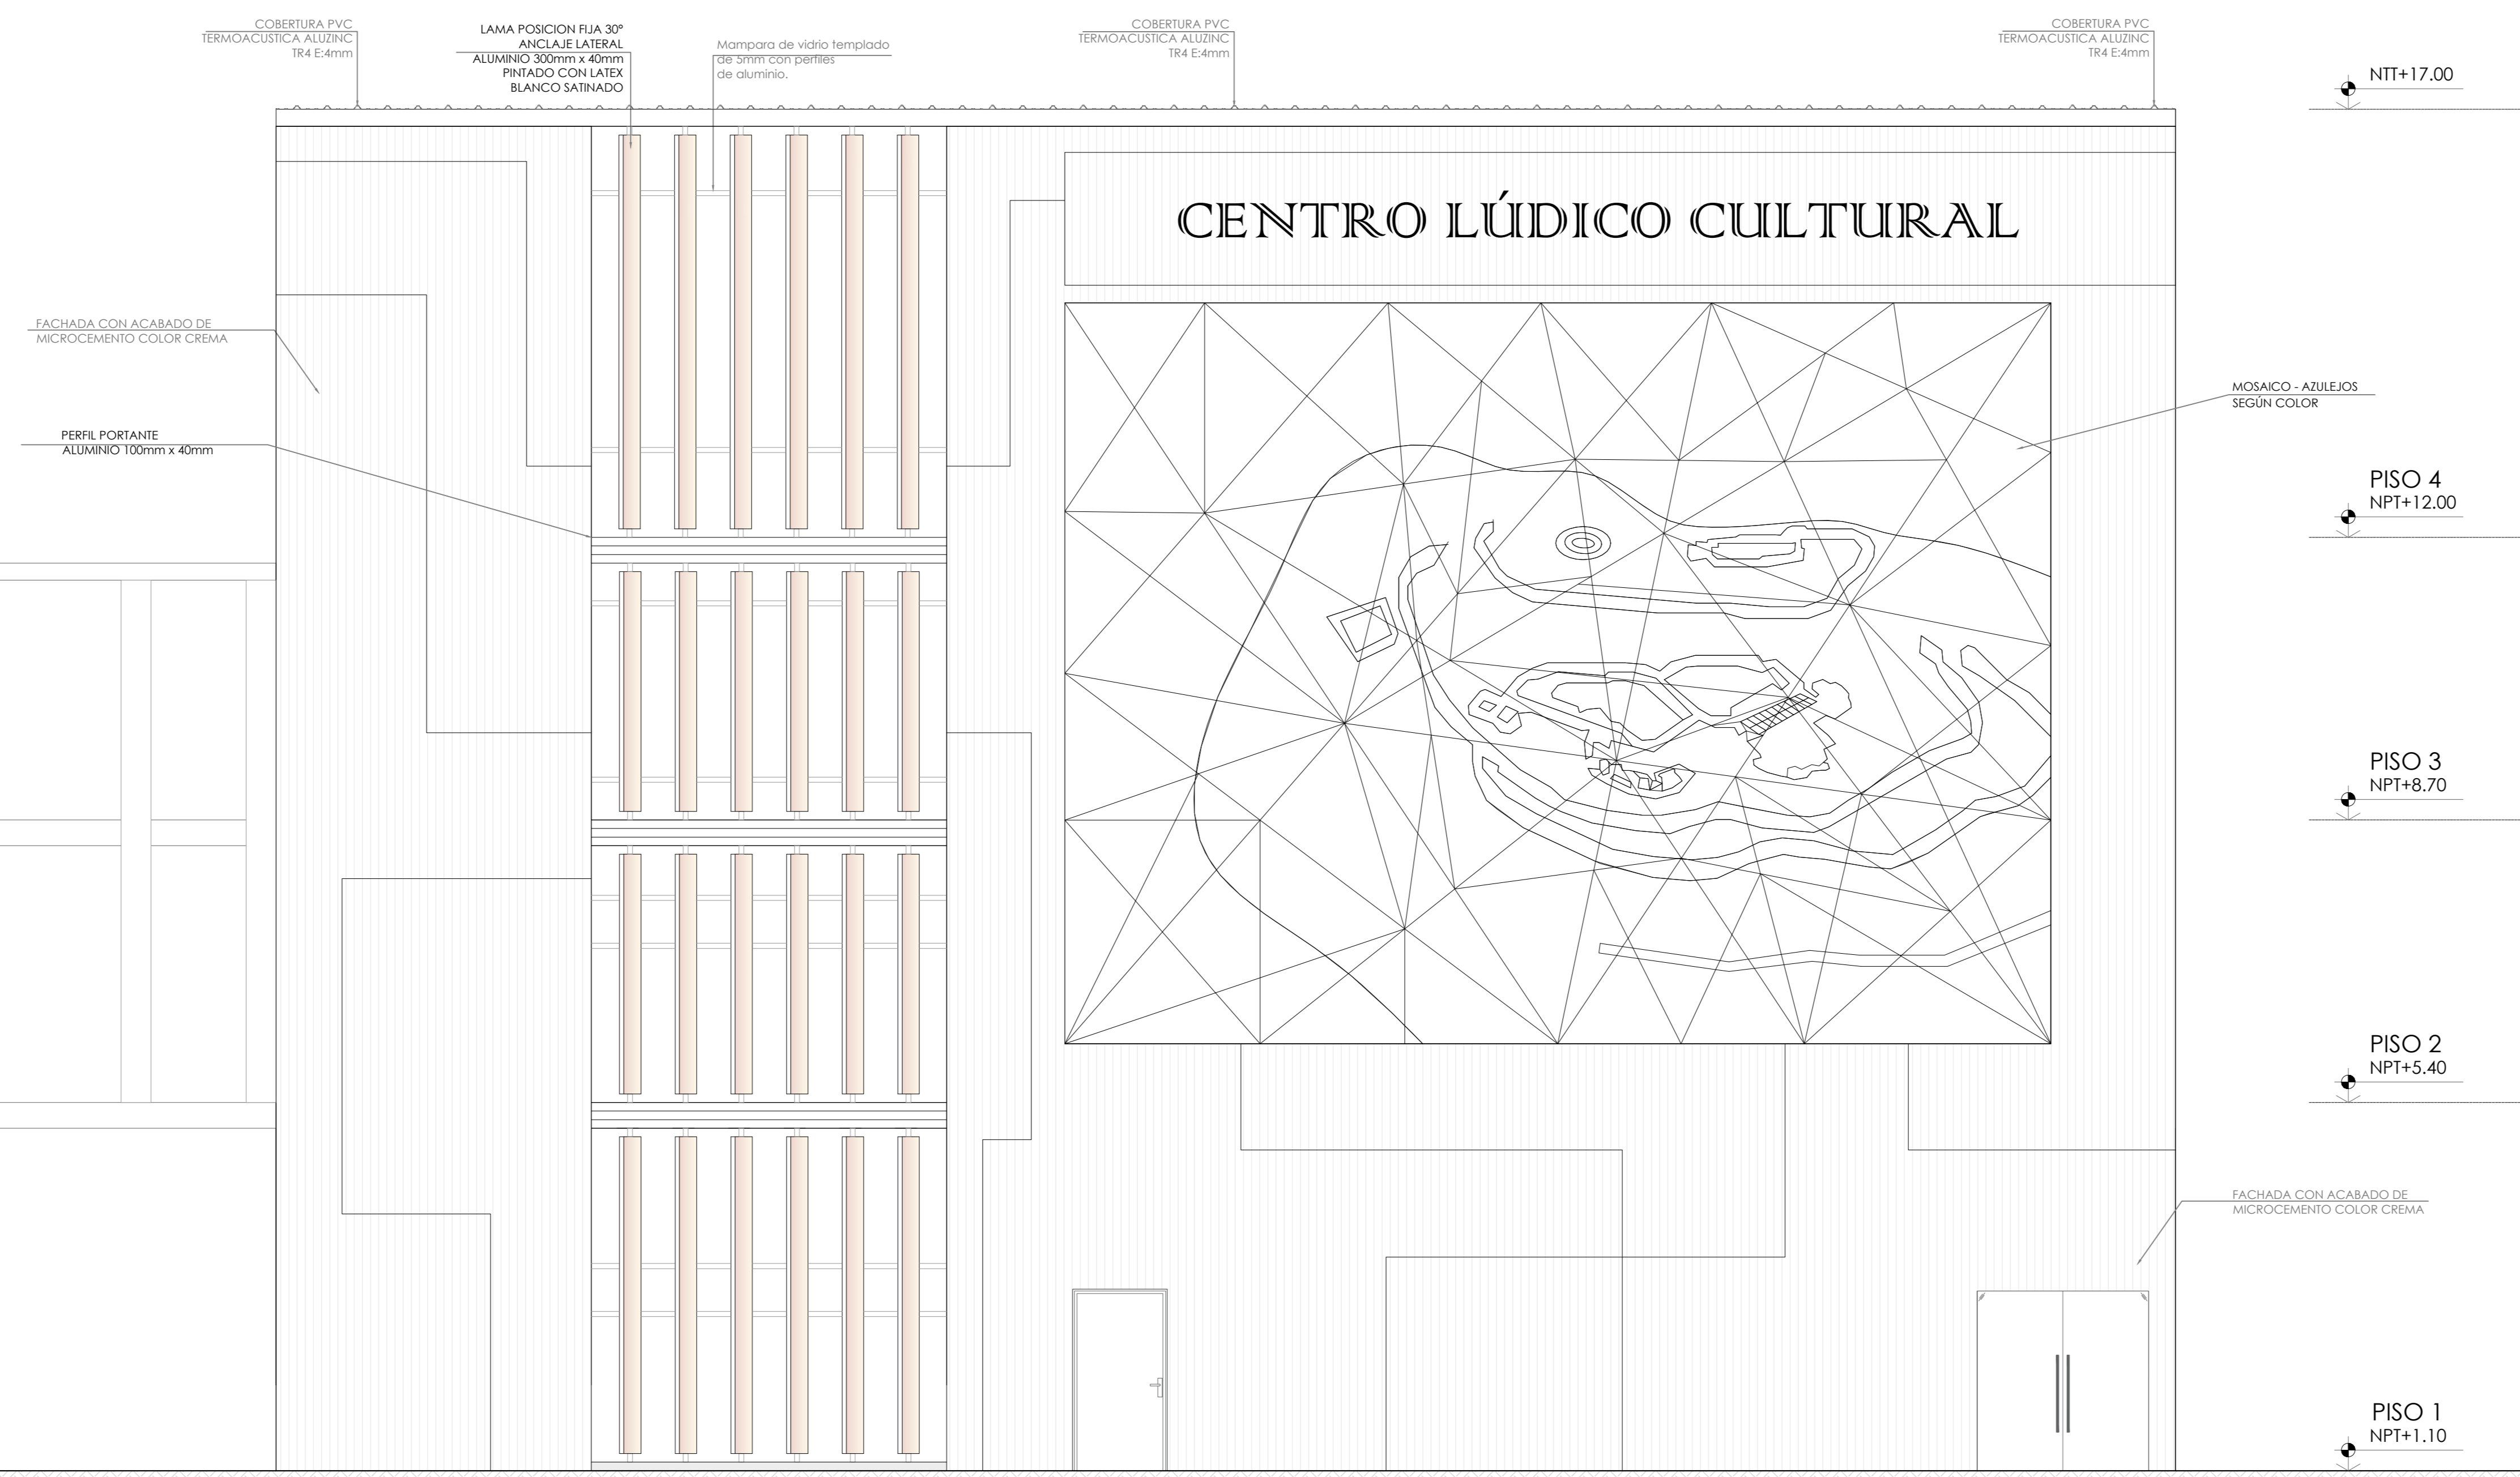 COBERTURA PVC
TERMOACUSTICA ALUZINC
TR4 E:4mm
LAMA POSICION FIJA 30°
ANCLAJE LATERAL
ALUMINIO 300mm x 40mm
PINTADO CON LATEX
BLANCO SATINADO
Mampara de vidrio templado
de 5mm con perfiles
de aluminio.
COBERTURA PVC
TERMOACUSTICA ALUZINC
TR4 E:4mm
COBERTURA PVC
TERMOACUSTICA ALUZINC
TR4 E:4mm
NTT+17.00
CENTRO LÚDICO CULTURAL
FACHADA CON ACABADO DE
MICROCEMENTO COLOR CREMA
MOSAICO - AZULEJOS
SEGÚN COLOR
PERFIL PORTANTE
ALUMINIO 100mm x 40mm
PISO 4
NPT+12.00
PISO 3
NPT+8.70
PISO 2
NPT+5.40
FACHADA CON ACABADO DE
MICROCEMENTO COLOR CREMA
PISO 1
NPT+1.10